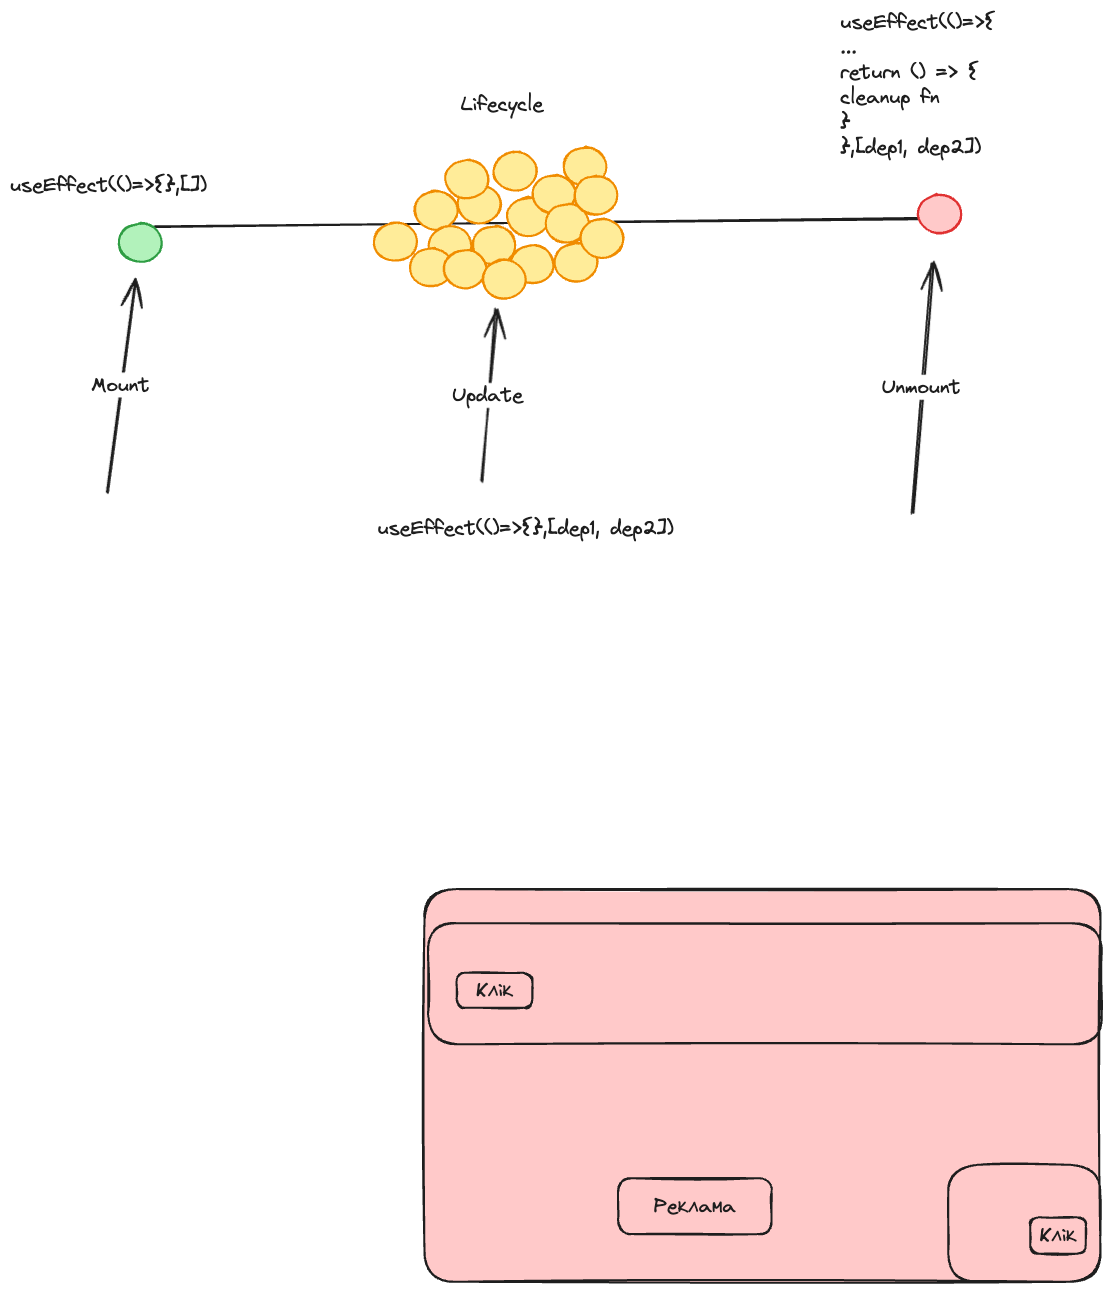 useEffect(()=>{
...
return () => {
cleanup fn
}
},[dep1, dep2])
Lifecycle
useEffect(()=>{},[])
Mount
Update
Unmount
useEffect(()=>{},[dep1, dep2])
Клік
Реклама
Клік